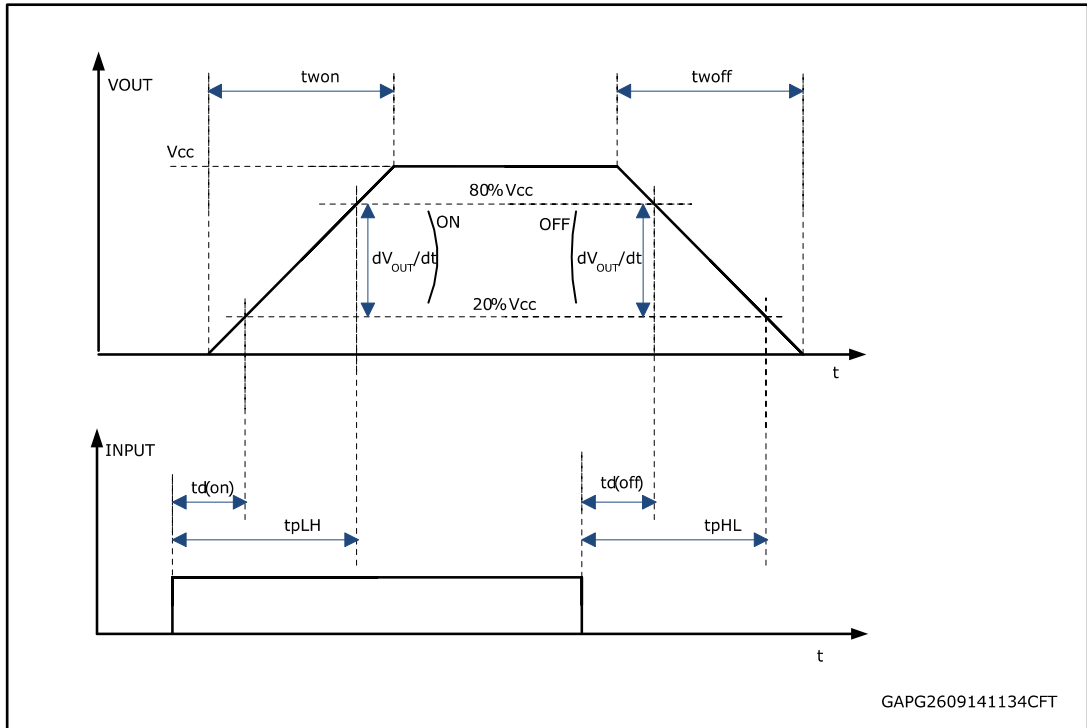 twon
twoff
VOUT
Vcc
80% Vcc
ON
OFF
dVOUT/dt
dVOUT/dt
20% Vcc
t
INPUT
td(on)
td(off)
tpLH
tpHL
t
GAPG2609141134CFT